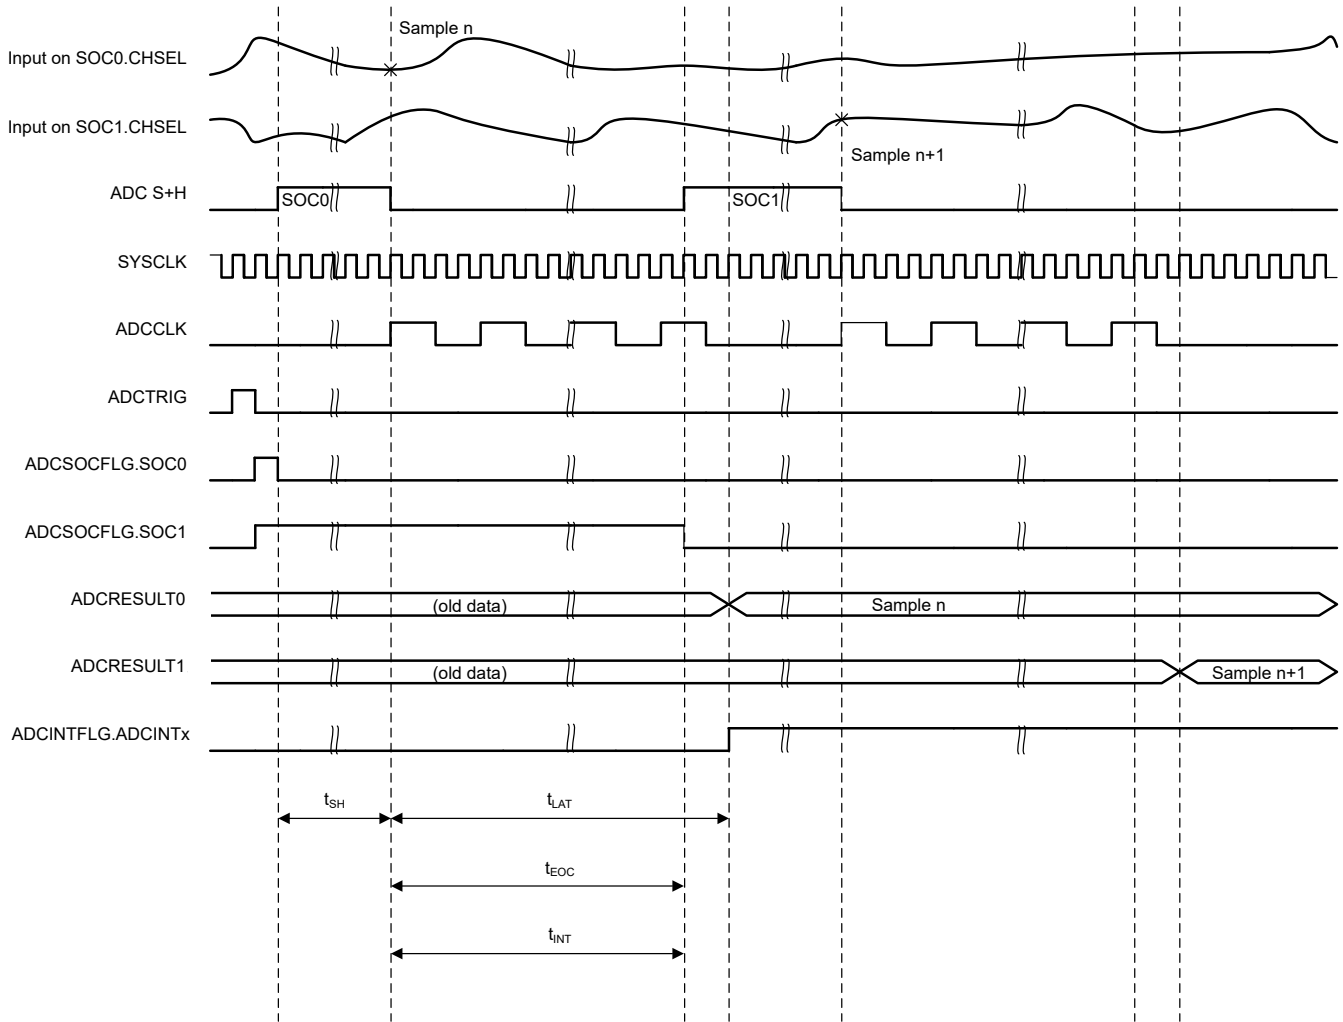 Sample n
Input on SOC0.CHSEL
Input on SOC1.CHSEL
Sample n+1
ADC S+H
SOC0
SOC1
SYSCLK
ADCCLK
ADCTRIG
ADCSOCFLG.SOC0
ADCSOCFLG.SOC1
ADCRESULT0
(old data)
Sample n
ADCRESULT1
(old data)
Sample n+1
ADCINTFLG.ADCINTx
tSH
tLAT
tEOC
tINT